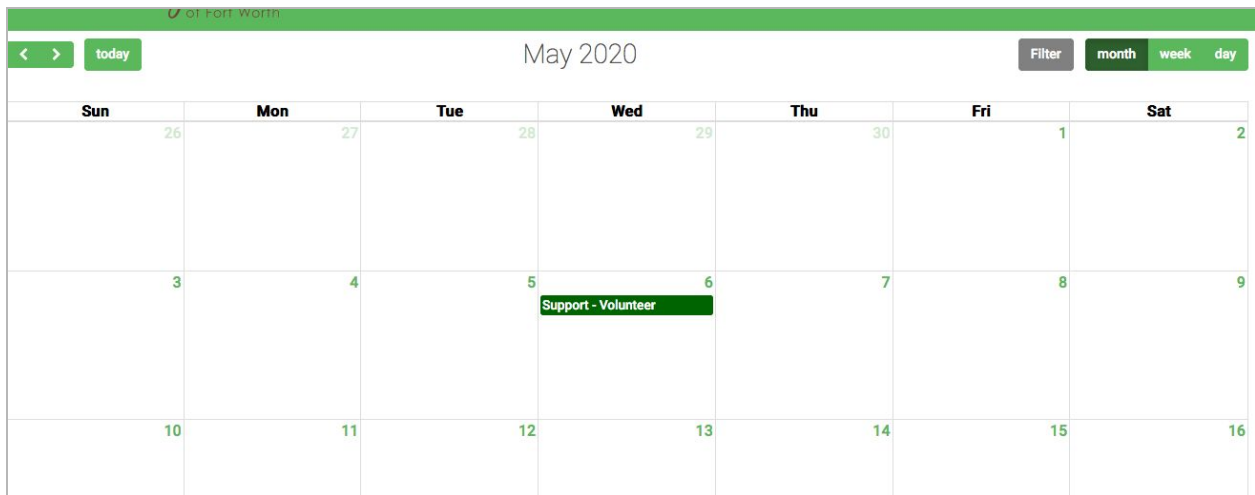 of Fort Worth
< > today May 2020 Filter month week day
Sun Mon Tue Wed Thu Fri Sat
26 27 28 29 30 1 2
3 4 5 6 7 8 9
Support - Volunteer
10 11 12 13 14 15 16